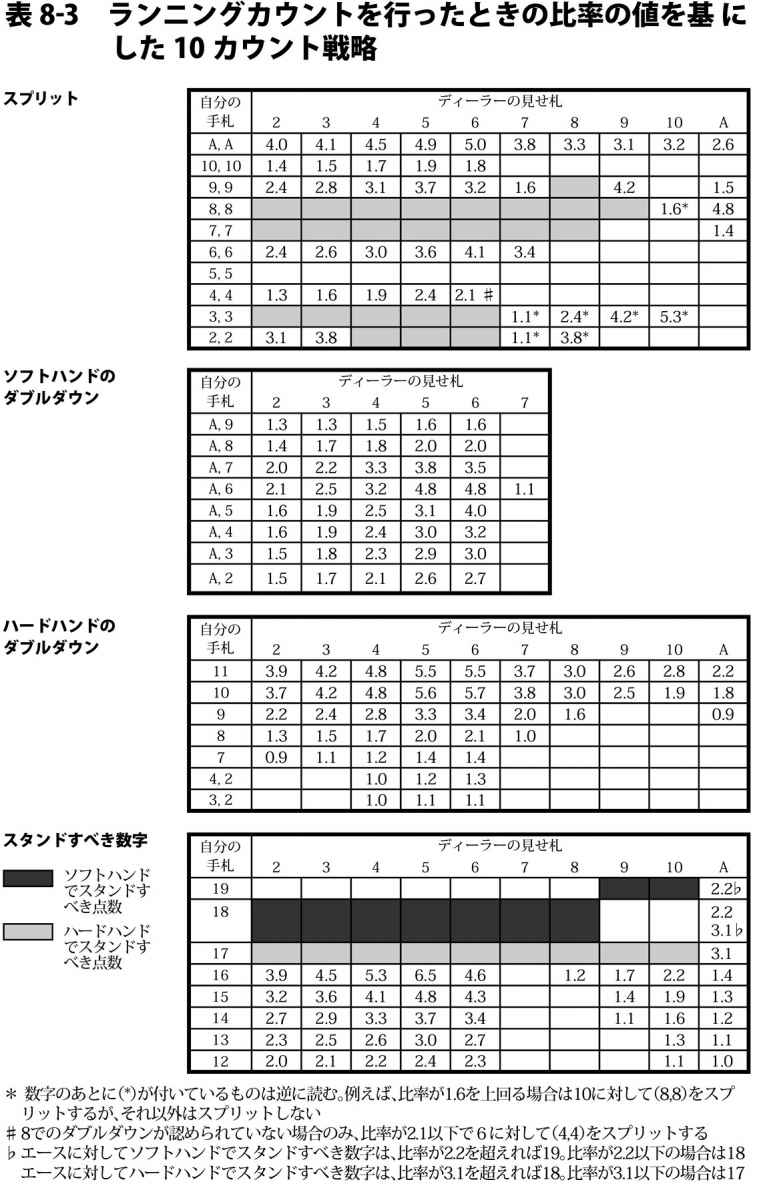 表 8-3 ランニングカウントを行ったときの比率の値を基に
した 10 カウント戦略
スプリット
自分の手札 ディーラーの見せ札
2 3 4 5 6 7 8 9 10 A
A, A 4.0 4.1 4.5 4.9 5.0 3.8 3.3 3.1 3.2 2.6
10, 10 1.4 1.5 1.7 1.9 1.8
9, 9 2.4 2.8 3.1 3.7 3.2 1.6 4.2 1.5
8, 8 1.6* 4.8
7, 7 1.4
6, 6 2.4 2.6 3.0 3.6 4.1 3.4
5, 5
4, 4 1.3 1.6 1.9 2.4 2.1 ♯
3, 3 1.1* 2.4* 4.2* 5.3*
2, 2 3.1 3.8 1.1* 3.8*
ソフトハンドの
ダブルダウン
自分の手札 ディーラーの見せ札
2 3 4 5 6 7
A, 9 1.3 1.3 1.5 1.6 1.6
A, 8 1.4 1.7 1.8 2.0 2.0
A, 7 2.0 2.2 3.3 3.8 3.5
A, 6 2.1 2.5 3.2 4.8 4.8 1.1
A, 5 1.6 1.9 2.5 3.1 4.0
A, 4 1.6 1.9 2.4 3.0 3.2
A, 3 1.5 1.8 2.3 2.9 3.0
A, 2 1.5 1.7 2.1 2.6 2.7
ハードハンドの
ダブルダウン
自分の手札 ディーラーの見せ札
2 3 4 5 6 7 8 9 10 A
11 3.9 4.2 4.8 5.5 5.5 3.7 3.0 2.6 2.8 2.2
10 3.7 4.2 4.8 5.6 5.7 3.8 3.0 2.5 1.9 1.8
9 2.2 2.4 2.8 3.3 3.4 2.0 1.6 0.9
8 1.3 1.5 1.7 2.0 2.1 1.0
7 0.9 1.1 1.2 1.4 1.4
4, 2 1.0 1.2 1.3
3, 2 1.0 1.1 1.1
スタンドすべき数字
ソフトハンド
でスタンドす
べき点数
ハードハンド
でスタンドす
べき点数
自分の手札 ディーラーの見せ札
2 3 4 5 6 7 8 9 10 A
19 2.2♭
18 2.2
3.1♭
17 3.1
16 3.9 4.5 5.3 6.5 4.6 1.2 1.7 2.2 1.4
15 3.2 3.6 4.1 4.8 4.3 1.4 1.9 1.3
14 2.7 2.9 3.3 3.7 3.4 1.1 1.6 1.2
13 2.3 2.5 2.6 3.0 2.7 1.3 1.1
12 2.0 2.1 2.2 2.4 2.3 1.1 1.0
* 数字のあとに(*)が付いているものは逆に読む。例えば、比率が1.6を上回る場合は10に対して(8,8)をスプ
リットするが、それ以外はスプリットしない
♯ 8でのダブルダウンが認められていない場合のみ、比率が2.1以下で6に対して(4,4)をスプリットする
♭ エースに対してソフトハンドでスタンドすべき数字は、比率が2.2を超えれば19。比率が2.2以下の場合は18
エースに対してハードハンドでスタンドすべき数字は、比率が3.1を超えれば18。比率が3.1以下の場合は17